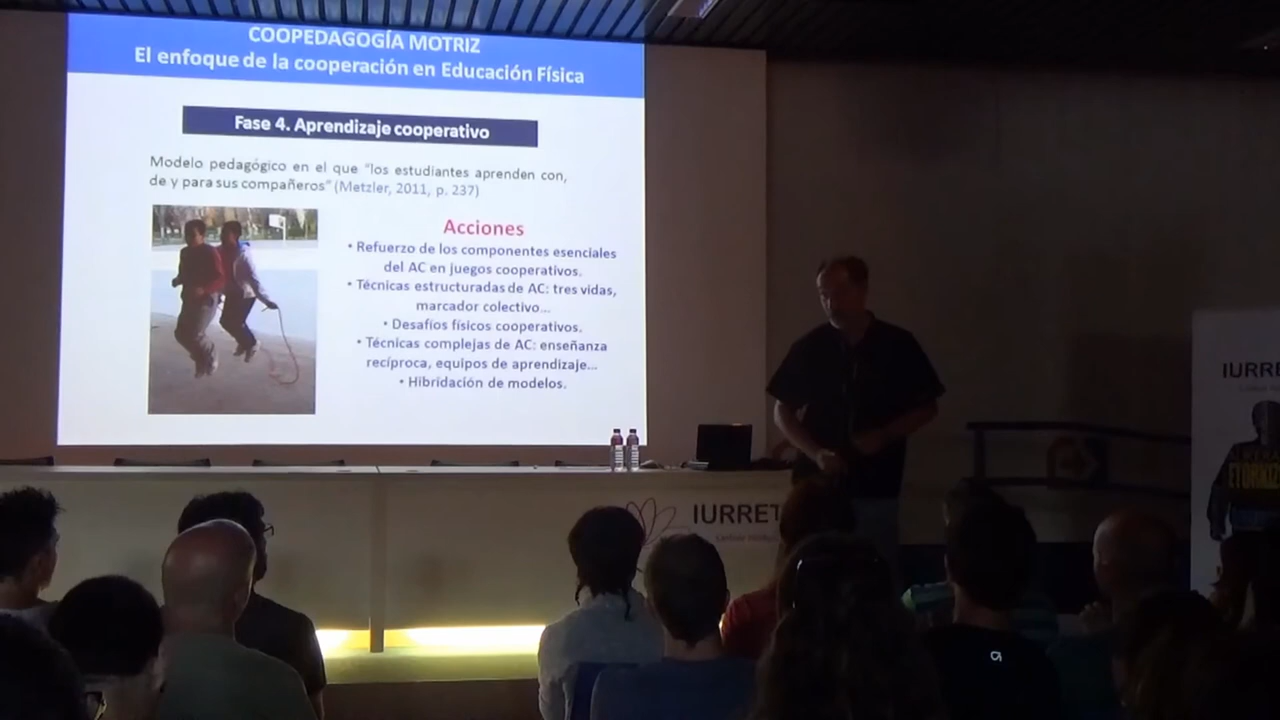 COOPEDAGOGÍA MOTRIZ
El enfoque de la cooperación en Educación Física
Fase 4. Aprendizaje cooperativo
Modelo pedagógico en el que “los estudiantes aprenden con,
de y para sus compañeros” (Metzler, 2011, p. 237)
Acciones
• Refuerzo de los componentes esenciales
del AC en juegos cooperativos.
• Técnicas estructuradas de AC: tres vidas,
marcador colectivo...
• Desafíos físicos cooperativos.
• Técnicas complejas de AC: enseñanza
recíproca, equipos de aprendizaje...
• Hibridación de modelos.
IURRET
IURRE